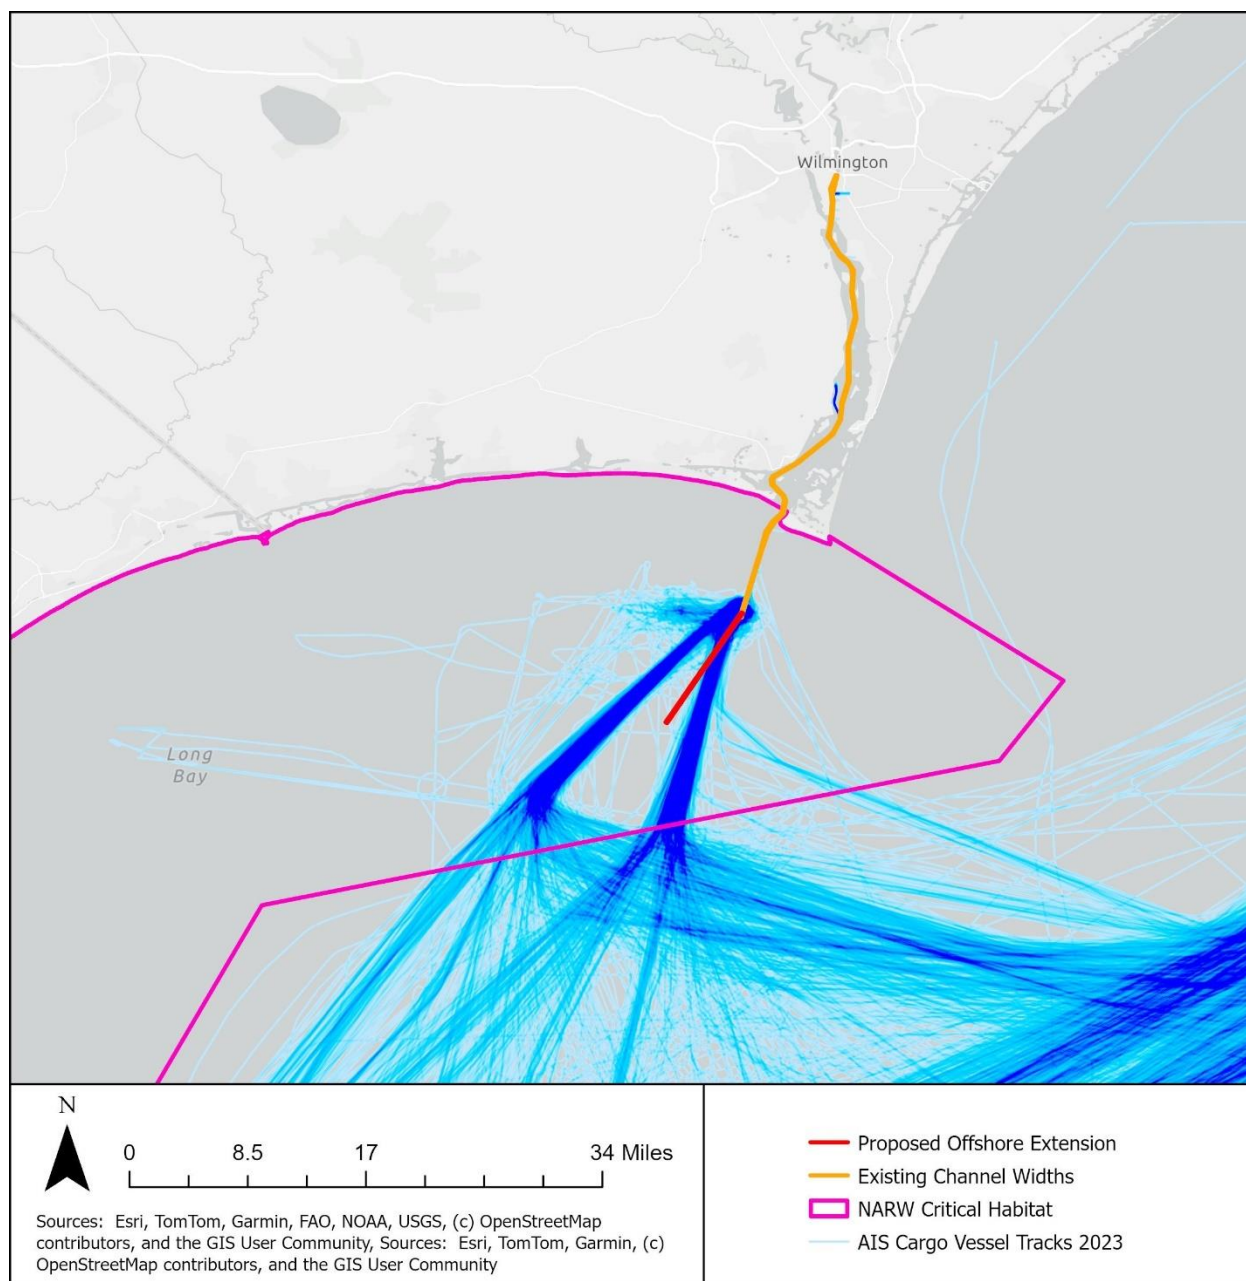 Wilmington
Long
Bay
N
0 8.5 17 34 Miles
Sources: Esri, TomTom, Garmin, FAO, NOAA, USGS, (c) OpenStreetMap
contributors, and the GIS User Community, Sources: Esri, TomTom, Garmin, (c)
OpenStreetMap contributors, and the GIS User Community
Proposed Offshore Extension
Existing Channel Widths
NARW Critical Habitat
AIS Cargo Vessel Tracks 2023